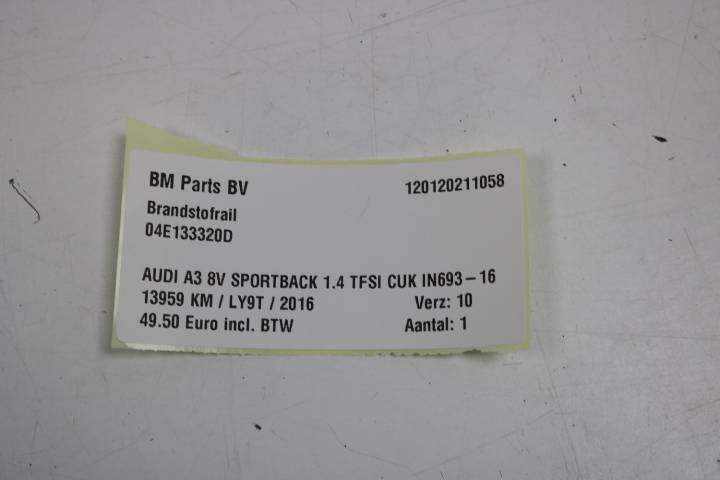 BM Parts BV 120120211058
Brandstofrail
04E133320D
AUDI A3 8V SPORTBACK 1.4 TFSI CUK IN693-16
13959 KM / LY9T / 2016 Verz: 10
49.50 Euro incl. BTW Aantal: 1